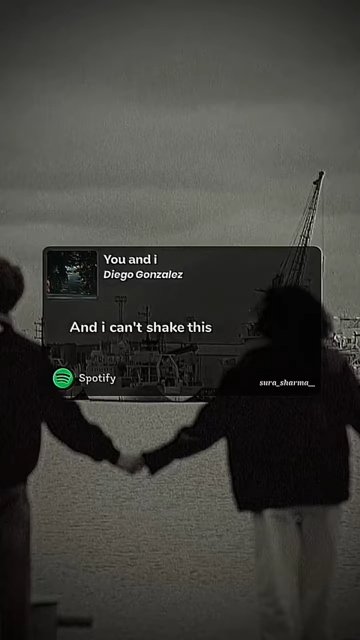 You and i
Diego Gonzalez
And i can't shake this
Spotify
sura_sharma__